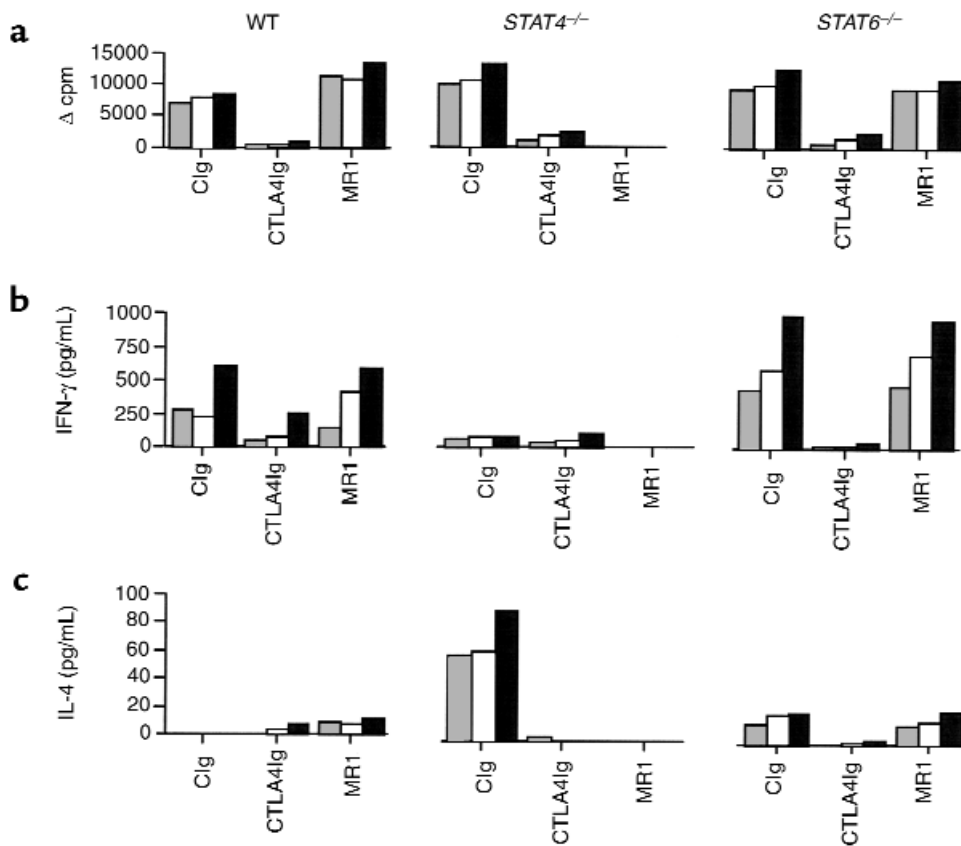 WT STAT4–/– STAT6–/–
a
Δ cpm
15000
10000
5000
0
CIg CTLA4Ig MR1
CIg CTLA4Ig MR1
CIg CTLA4Ig MR1
b
IFN-γ (pg/mL)
1000
750
500
250
0
CIg CTLA4Ig MR1
CIg CTLA4Ig MR1
CIg CTLA4Ig MR1
c
IL-4 (pg/mL)
100
80
60
40
20
0
CIg CTLA4Ig MR1
CIg CTLA4Ig MR1
CIg CTLA4Ig MR1